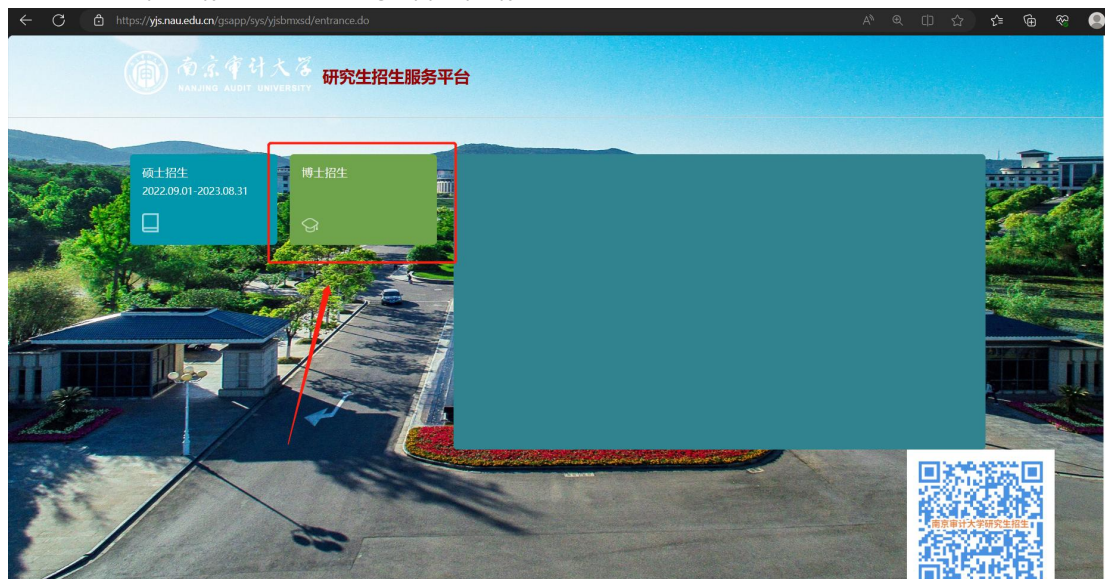 https://yjs.nau.edu.cn/gsapp/sys/yjsbmxsd/entrance.do
南京审计大学
NANJING AUDIT UNIVERSITY
研究生招生服务平台
硕士招生
2022.09.01-2023.08.31
博士招生
南京审计大学研究生招生